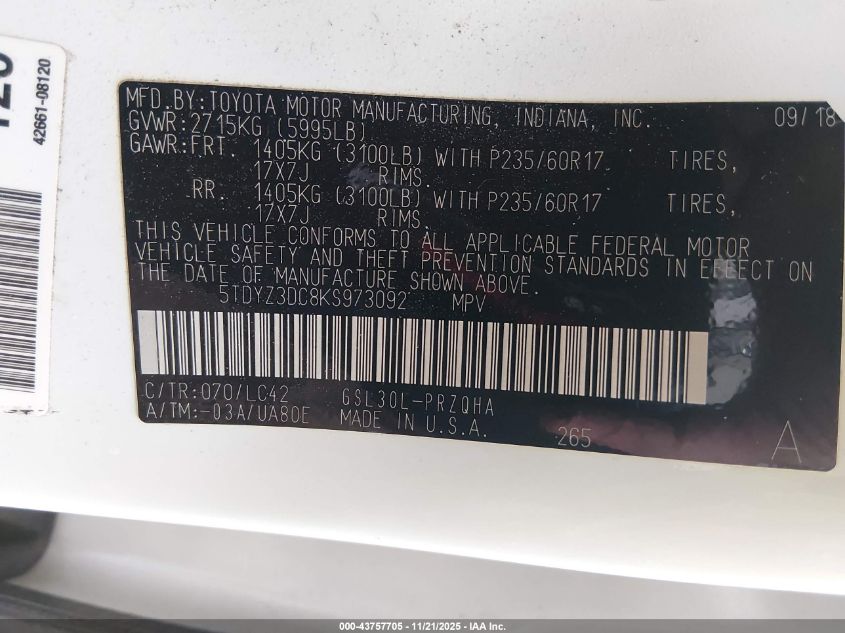 42661-08120
MFD.BY:TOYOTA MOTOR MANUFACTURING, INDIANA, INC. 09/18
GVWR:2715KG (5995LB)
GAWR:FRT. 1405KG (3100LB) WITH P235/60R17 TIRES,
17X7J RIMS.
RR. 1405KG (3100LB) WITH P235/60R17 TIRES,
17X7J RIMS.
THIS VEHICLE CONFORMS TO ALL APPLICABLE FEDERAL MOTOR
VEHICLE SAFETY AND THEFT PREVENTION STANDARDS IN EFFECT ON
THE DATE OF MANUFACTURE SHOWN ABOVE.
5TDYZ3DC8KS973092 MPV
C/TR:070/LC42 GSL30L-PRZQHA
A/TM:-03A/UA80E MADE IN U.S.A. 265 A
000-43757705 — 11/21/2025 — IAA Inc.